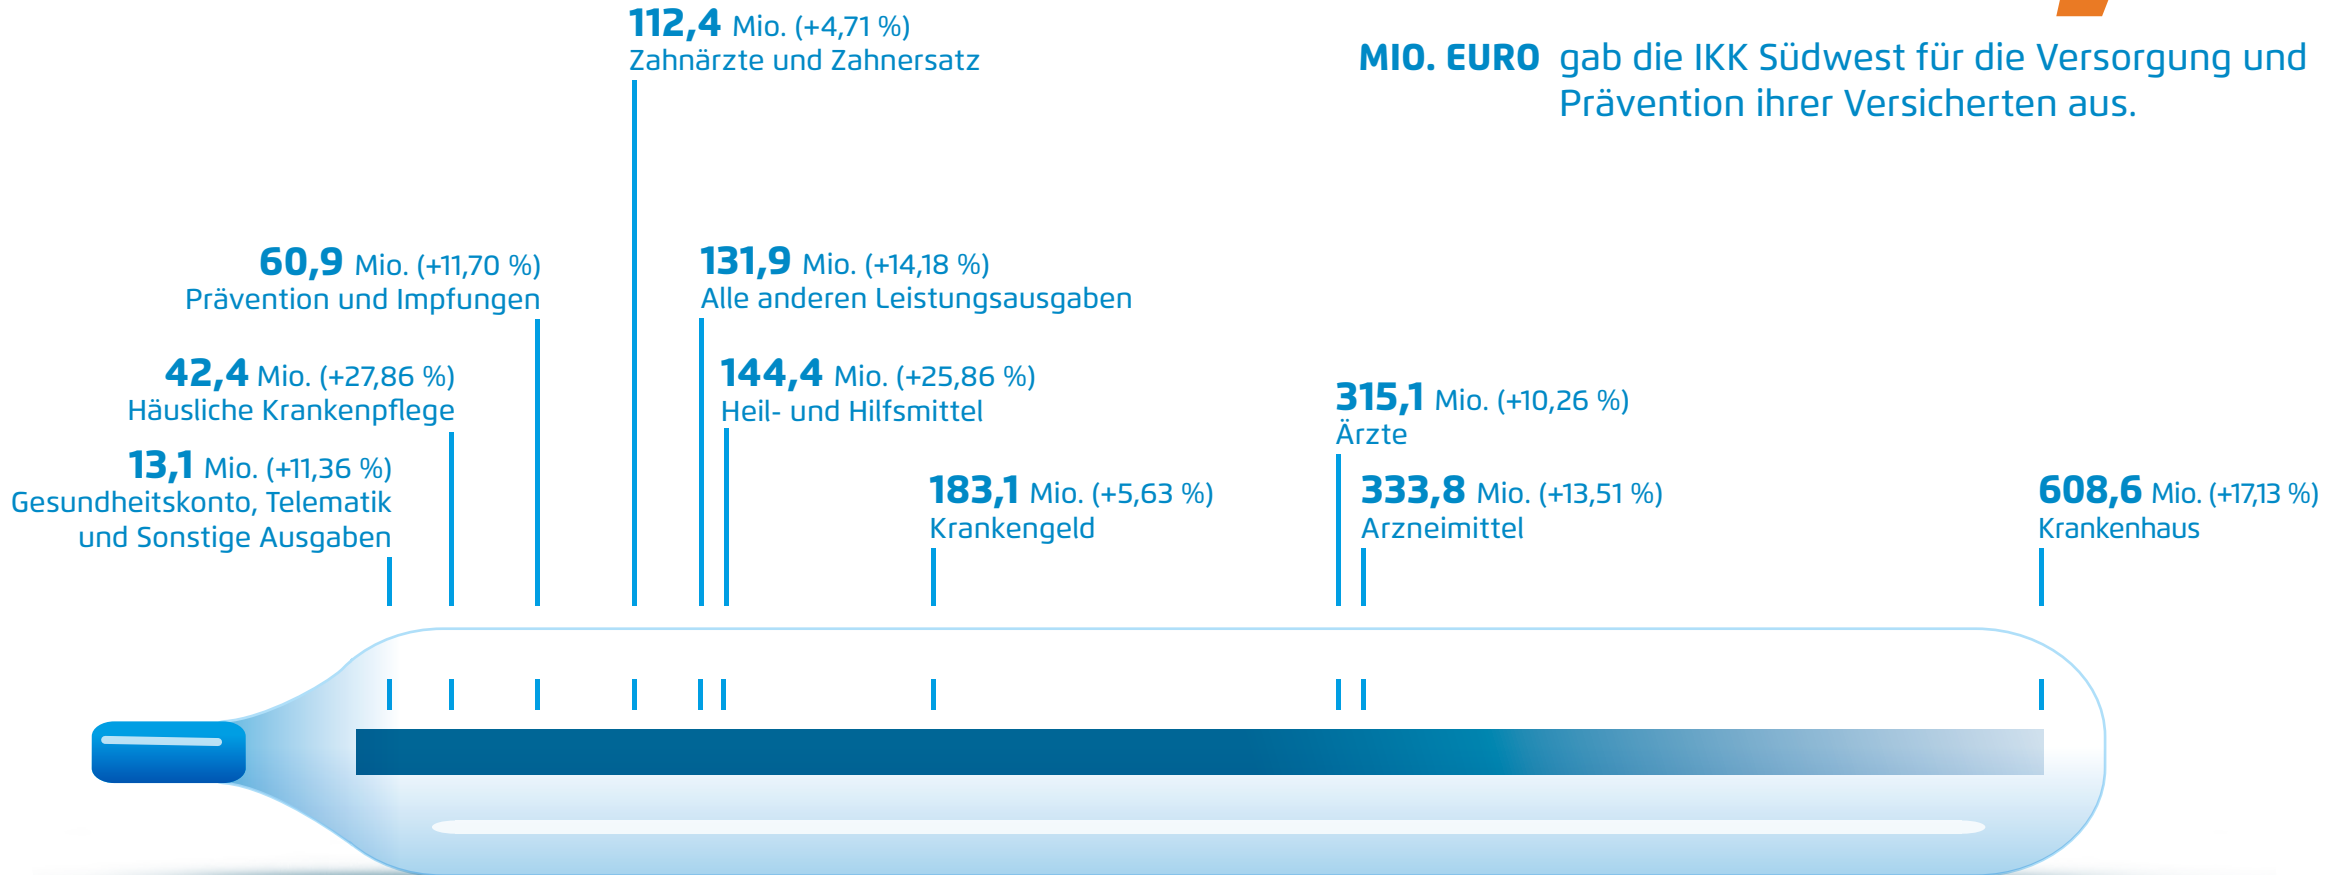 112,4 Mio. (+4,71 %)
Zahnärzte und Zahnersatz
MIO. EURO gab die IKK Südwest für die Versorgung und
Prävention ihrer Versicherten aus.
60,9 Mio. (+11,70 %)
Prävention und Impfungen
131,9 Mio. (+14,18 %)
Alle anderen Leistungsausgaben
42,4 Mio. (+27,86 %)
Häusliche Krankenpflege
144,4 Mio. (+25,86 %)
Heil- und Hilfsmittel
315,1 Mio. (+10,26 %)
Ärzte
13,1 Mio. (+11,36 %)
Gesundheitskonto, Telematik
und Sonstige Ausgaben
183,1 Mio. (+5,63 %)
Krankengeld
333,8 Mio. (+13,51 %)
Arzneimittel
608,6 Mio. (+17,13 %)
Krankenhaus